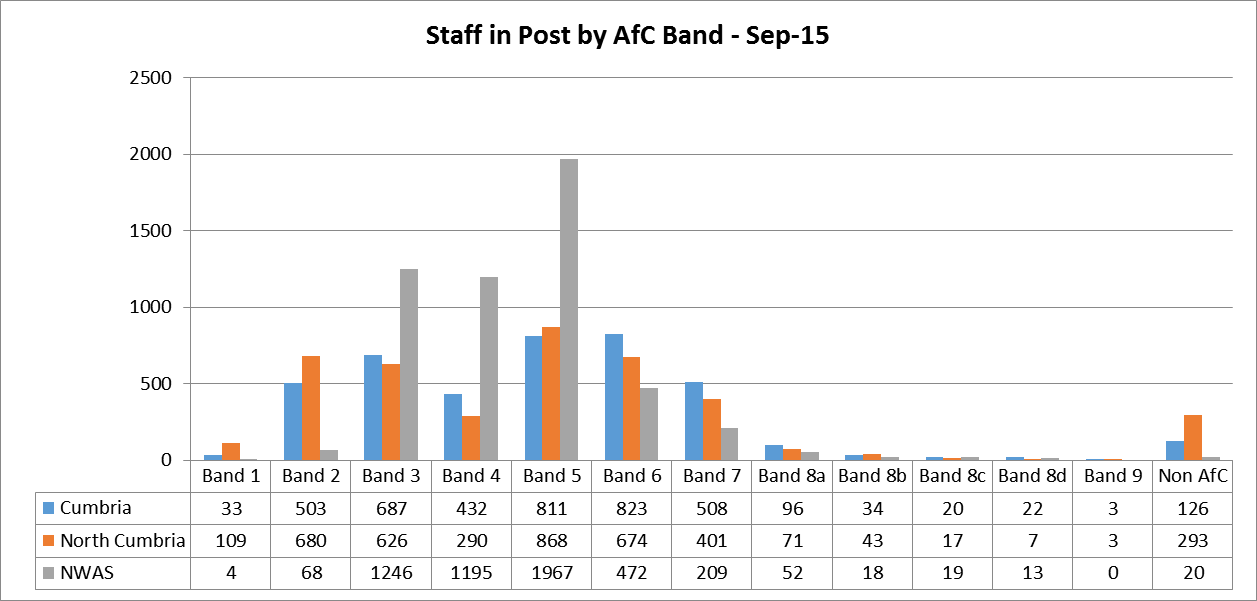 Staff in Post by AfC Band - Sep-15
2500
2000
1500
1000
500
0
Band 1 Band 2 Band 3 Band 4 Band 5 Band 6 Band 7 Band 8a Band 8b Band 8c Band 8d Band 9 Non AfC
Cumbria 33 503 687 432 811 823 508 96 34 20 22 3 126
North Cumbria 109 680 626 290 868 674 401 71 43 17 7 3 293
NWAS 4 68 1246 1195 1967 472 209 52 18 19 13 0 20